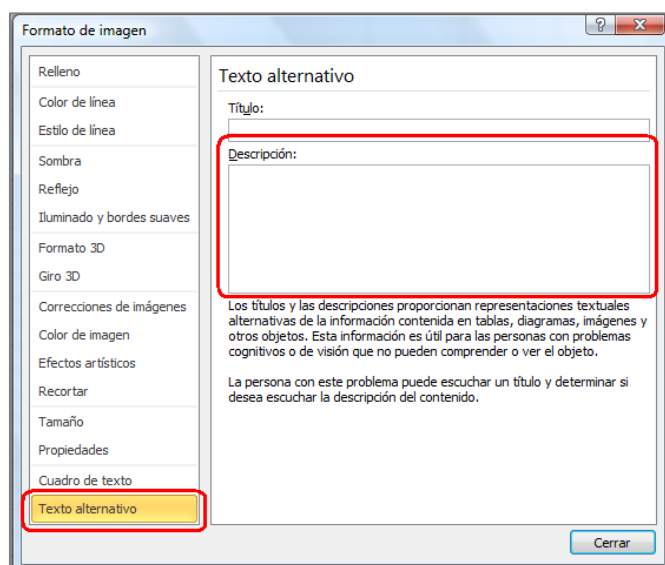 Formato de imagen
Relleno
Color de línea
Estilo de línea
Sombra
Reflejo
Iluminado y bordes suaves
Formato 3D
Giro 3D
Correcciones de imágenes
Color de imagen
Efectos artísticos
Recortar
Tamaño
Propiedades
Cuadro de texto
Texto alternativo
Texto alternativo
Título:
Descripción:
Los títulos y las descripciones proporcionan representaciones textuales
alternativas de la información contenida en tablas, diagramas, imágenes y
otros objetos. Esta información es útil para las personas con problemas
cognitivos o de visión que no pueden comprender o ver el objeto.
La persona con este problema puede escuchar un título y determinar si
desea escuchar la descripción del contenido.
Cerrar